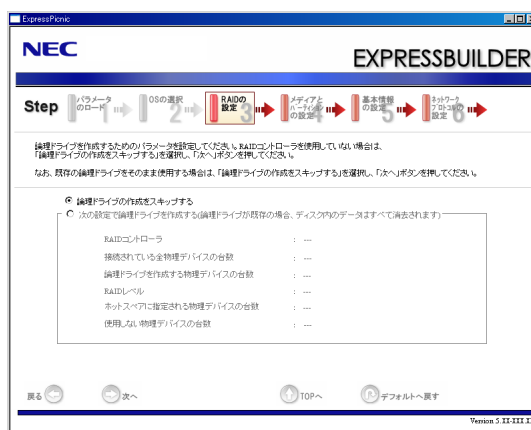 ExpressPicnic
NEC
EXPRESSBUILDER
Step
パラメータのロード 1
OSの選択 2
RAIDの設定 3
メディアとパーティションの設定 4
基本情報の設定 5
ネットワークプロトコルの設定 6
論理ドライブを作成するためのパラメータを設定してください。RAIDコントローラを使用していない場合は、
「論理ドライブの作成をスキップする」を選択し、「次へ」ボタンを押してください。
なお、既存の論理ドライブをそのまま使用する場合は、「論理ドライブの作成をスキップする」を選択し、「次へ」ボタンを押してください。
論理ドライブの作成をスキップする
次の設定で論理ドライブを作成する(論理ドライブが既存の場合、ディスク内のデータはすべて消去されます)
RAIDコントローラ : ---
接続されている全物理デバイスの台数 : ---
論理ドライブを作成する物理デバイスの台数 : ---
RAIDレベル : ---
ホットスペアに指定される物理デバイスの台数 : ---
使用しない物理デバイスの台数 : ---
戻る 次へ TOPへ デフォルトへ戻す
Version 5.